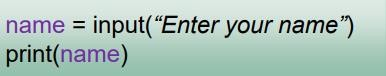 name = input(“Enter your name”)
print(name)